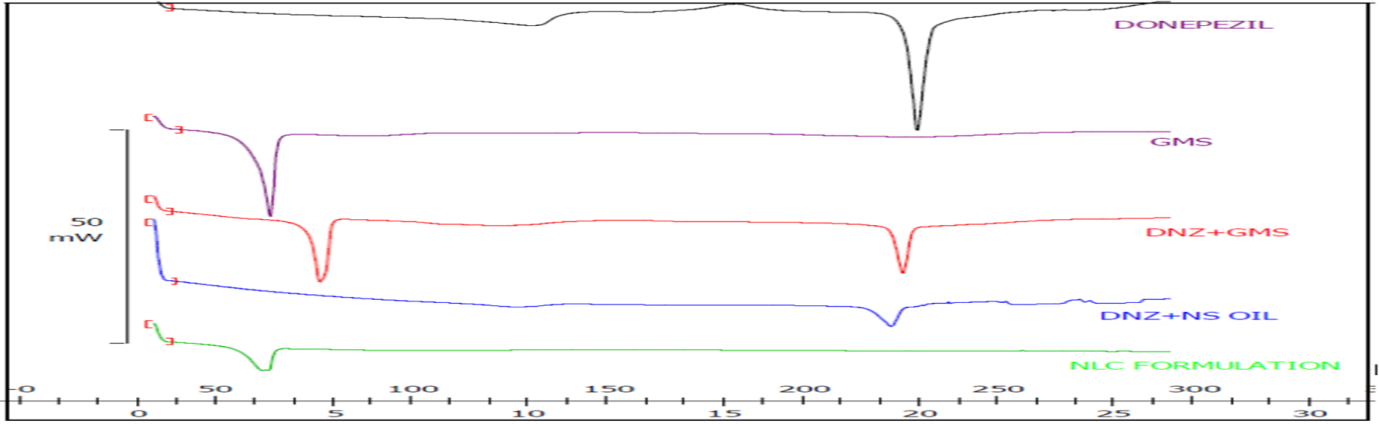 DONEPEZIL
GMS
50
mW
DNZ+GMS
DNZ+NS OIL
NLC FORMULATION
0 50 100 150 200 250 300
0 5 10 15 20 25 30